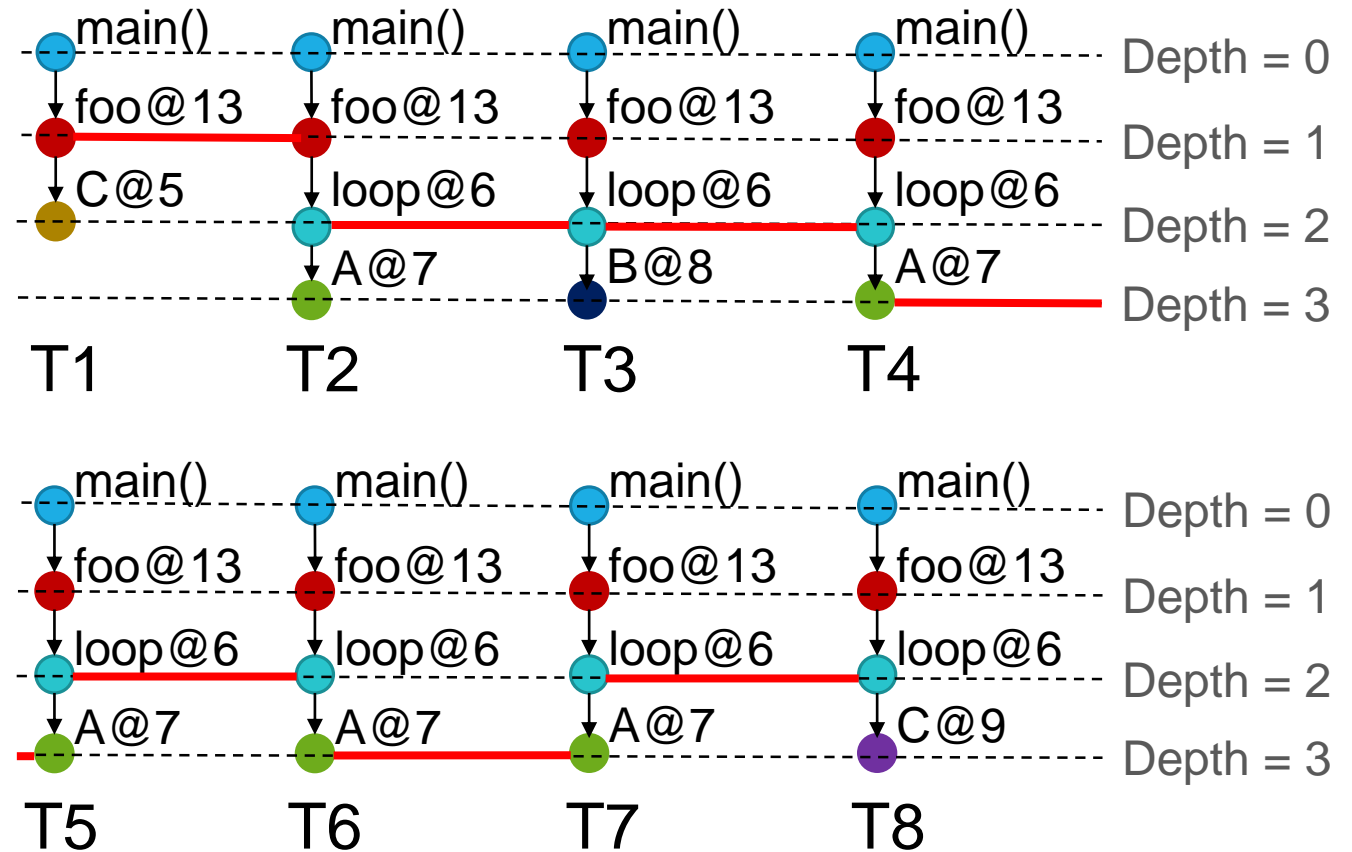 main() main() main() main() Depth = 0
foo@13 foo@13 foo@13 foo@13 Depth = 1
C@5 loop@6 loop@6 loop@6 Depth = 2
A@7 B@8 A@7 Depth = 3
T1 T2 T3 T4
main() main() main() main() Depth = 0
foo@13 foo@13 foo@13 foo@13 Depth = 1
loop@6 loop@6 loop@6 loop@6 Depth = 2
A@7 A@7 A@7 C@9 Depth = 3
T5 T6 T7 T8